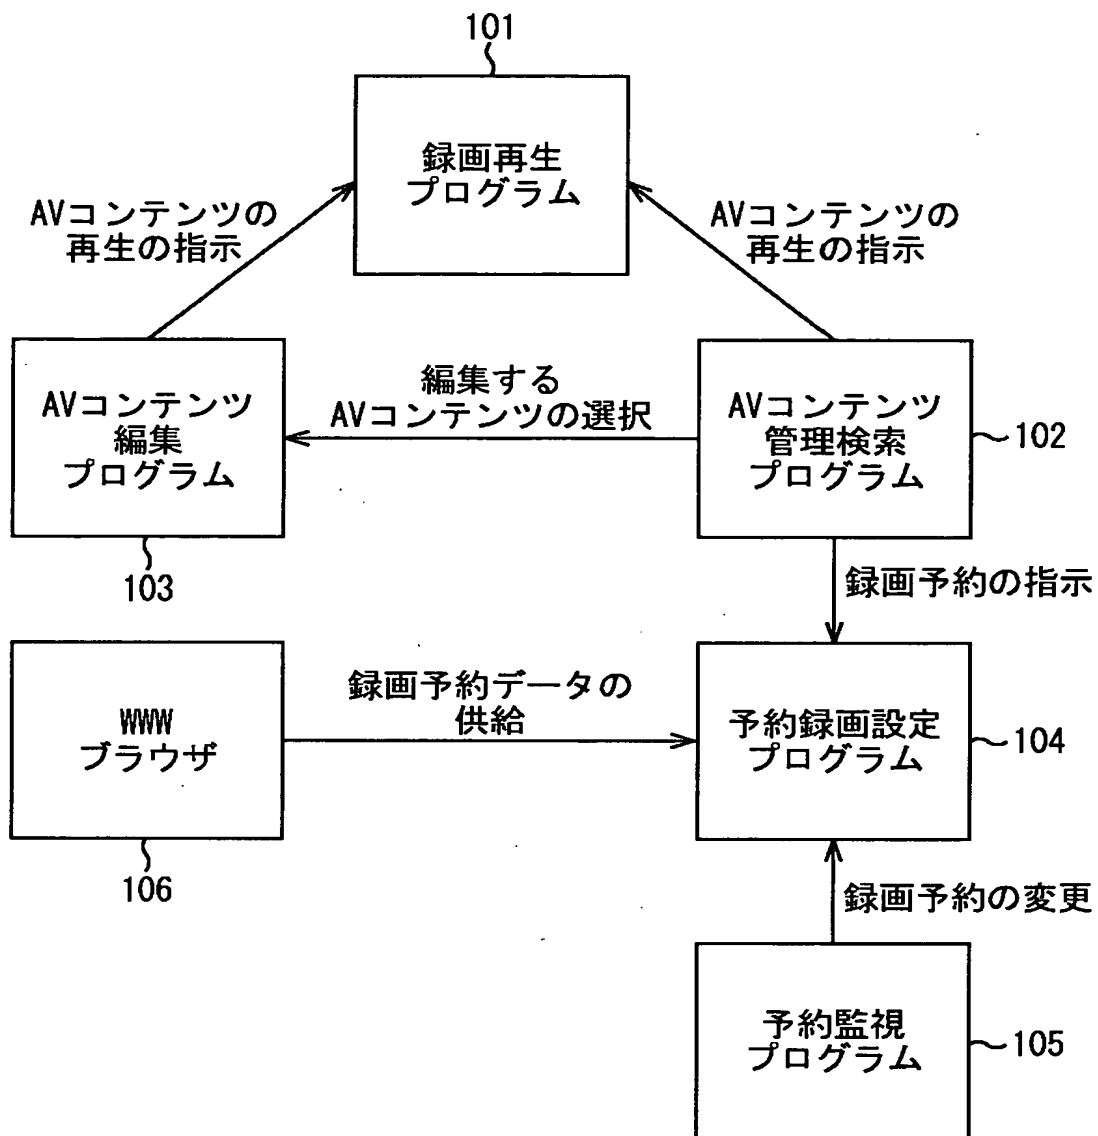 101
録画再生
プログラム
AVコンテンツの
再生の指示
AVコンテンツの
再生の指示
AVコンテンツ
編集
プログラム
103
編集する
AVコンテンツの選択
AVコンテンツ
管理検索
プログラム
102
録画予約の指示
WWW
ブラウザ
106
録画予約データの
供給
予約録画設定
プログラム
104
録画予約の変更
予約監視
プログラム
105